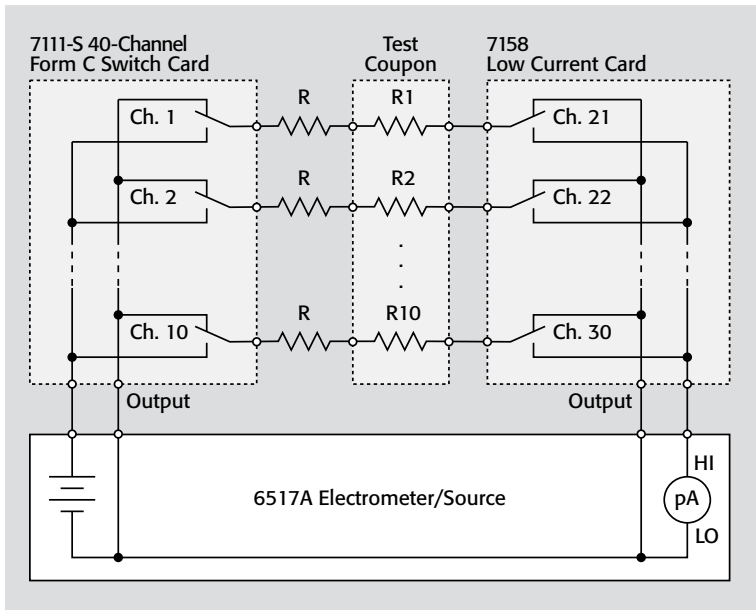 7111-S 40-Channel
Form C Switch Card
Test
Coupon
7158
Low Current Card
Ch. 1
R
R1
Ch. 21
Ch. 2
R
R2
Ch. 22
.
.
.
Ch. 10
R
R10
Ch. 30
Output
Output
6517A Electrometer/Source
HI
pA
LO